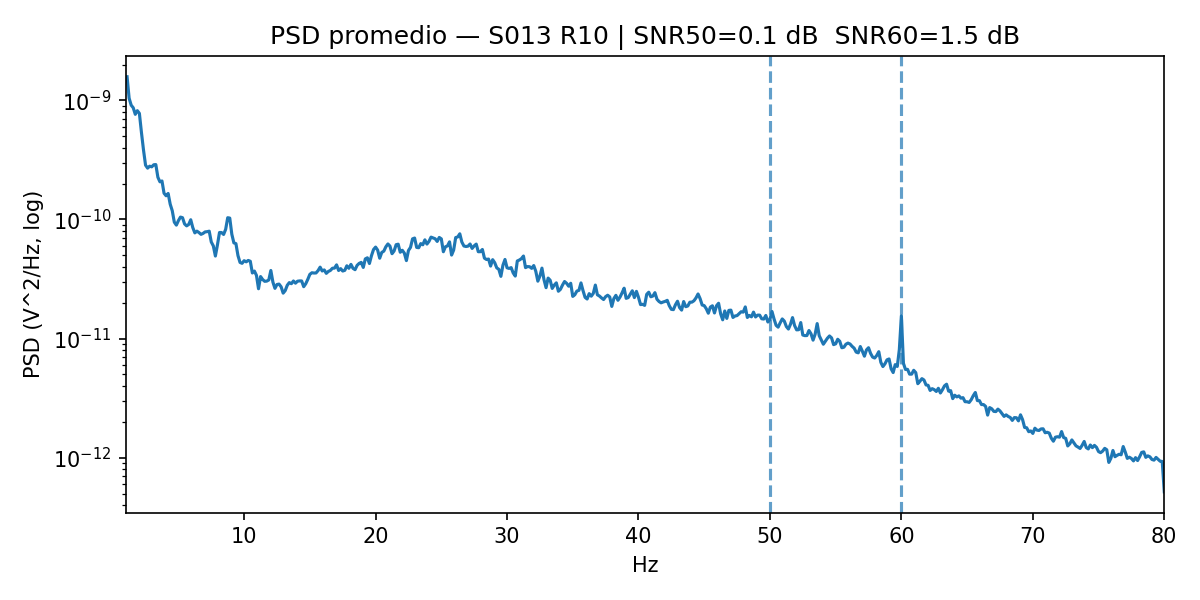 PSD promedio — S013 R10 | SNR50=0.1 dB  SNR60=1.5 dB
PSD (V^2/Hz, log)
10⁻⁹
10⁻¹⁰
10⁻¹¹
10⁻¹²
10 20 30 40 50 60 70 80
Hz